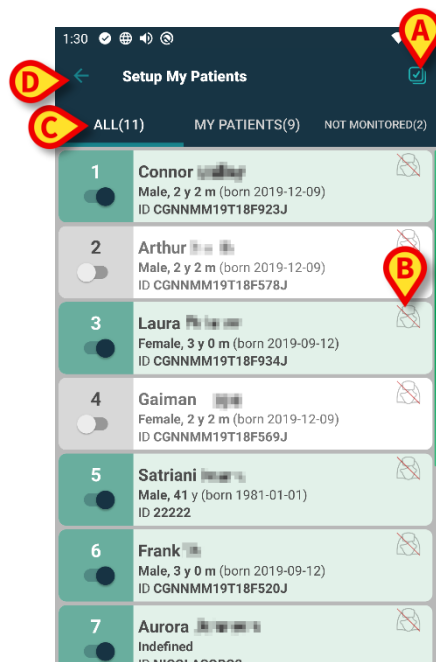 A
1:30
D
Setup My Patients
C
ALL(11) MY PATIENTS(9) NOT MONITORED(2)
1
Connor
Male, 2 y 2 m (born 2019-12-09)
ID CGNNMM19T18F923J
2
Arthur
Male, 2 y 2 m (born 2019-12-09)
ID CGNNMM19T18F578J
B
3
Laura
Female, 3 y 0 m (born 2019-09-12)
ID CGNNMM19T18F934J
4
Gaiman
Female, 2 y 2 m (born 2019-12-09)
ID CGNNMM19T18F569J
5
Satriani
Male, 41 y (born 1981-01-01)
ID 22222
6
Frank
Male, 3 y 0 m (born 2019-09-12)
ID CGNNMM19T18F520J
7
Aurora
Indefined